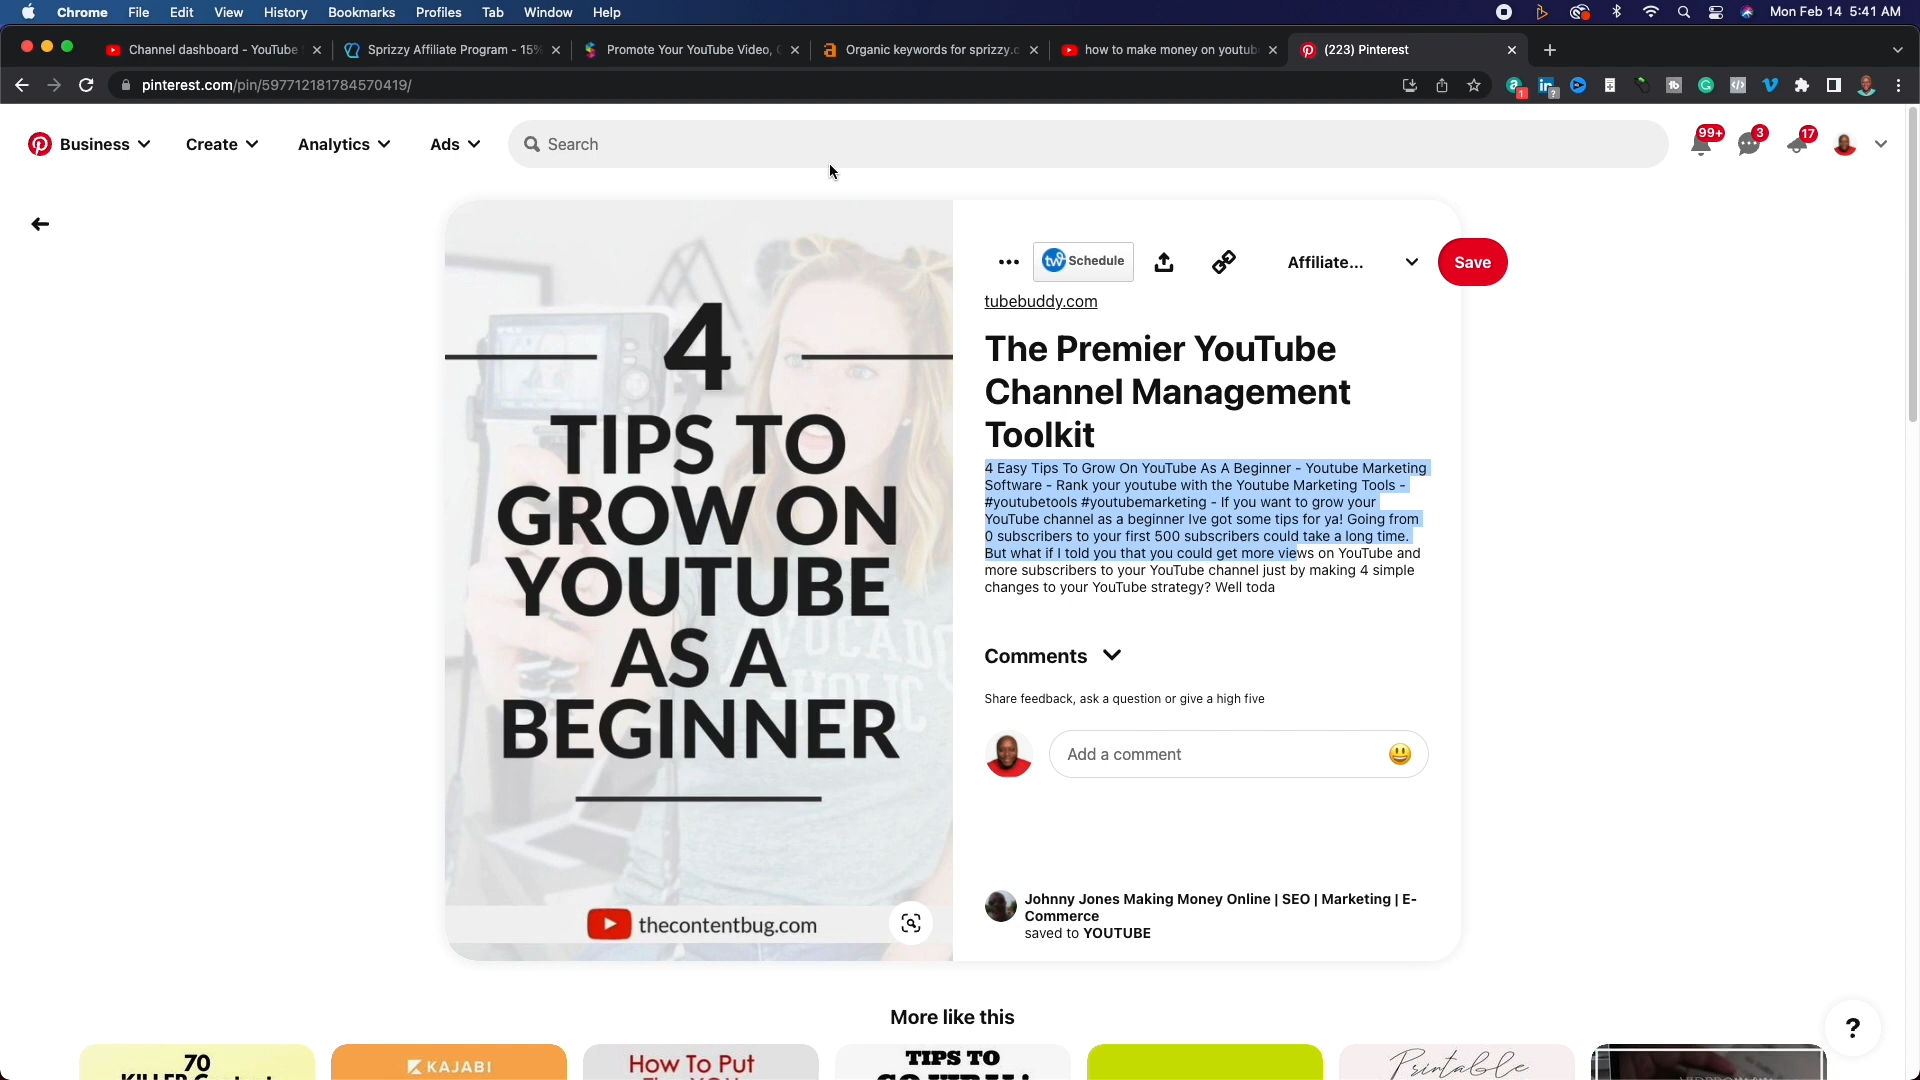 Chrome File Edit View History Bookmarks Profiles Tab Window Help Mon Feb 14 5:41 AM
Channel dashboard - YouTube Sprizzy Affiliate Program - 15% Promote Your YouTube Video, Organic keywords for sprizzy.c how to make money on youtub (223) Pinterest
pinterest.com/pin/597712181784570419/
Business Create Analytics Ads Search 99+ 3 17
Schedule Affiliate... Save
tubebuddy.com
The Premier YouTube
Channel Management
Toolkit
4 Easy Tips To Grow On YouTube As A Beginner - Youtube Marketing
Software - Rank your youtube with the Youtube Marketing Tools -
#youtubetools #youtubemarketing - If you want to grow your
YouTube channel as a beginner Ive got some tips for ya! Going from
0 subscribers to your first 500 subscribers could take a long time.
But what if I told you that you could get more views on YouTube and
more subscribers to your YouTube channel just by making 4 simple
changes to your YouTube strategy? Well toda
4
TIPS TO
GROW ON
YOUTUBE
AS A
BEGINNER
thecontentbug.com
Comments
Share feedback, ask a question or give a high five
Add a comment
Johnny Jones Making Money Online | SEO | Marketing | E-
Commerce
saved to YOUTUBE
More like this
?
70
KAJABI
How To Put
TIPS TO
Printable